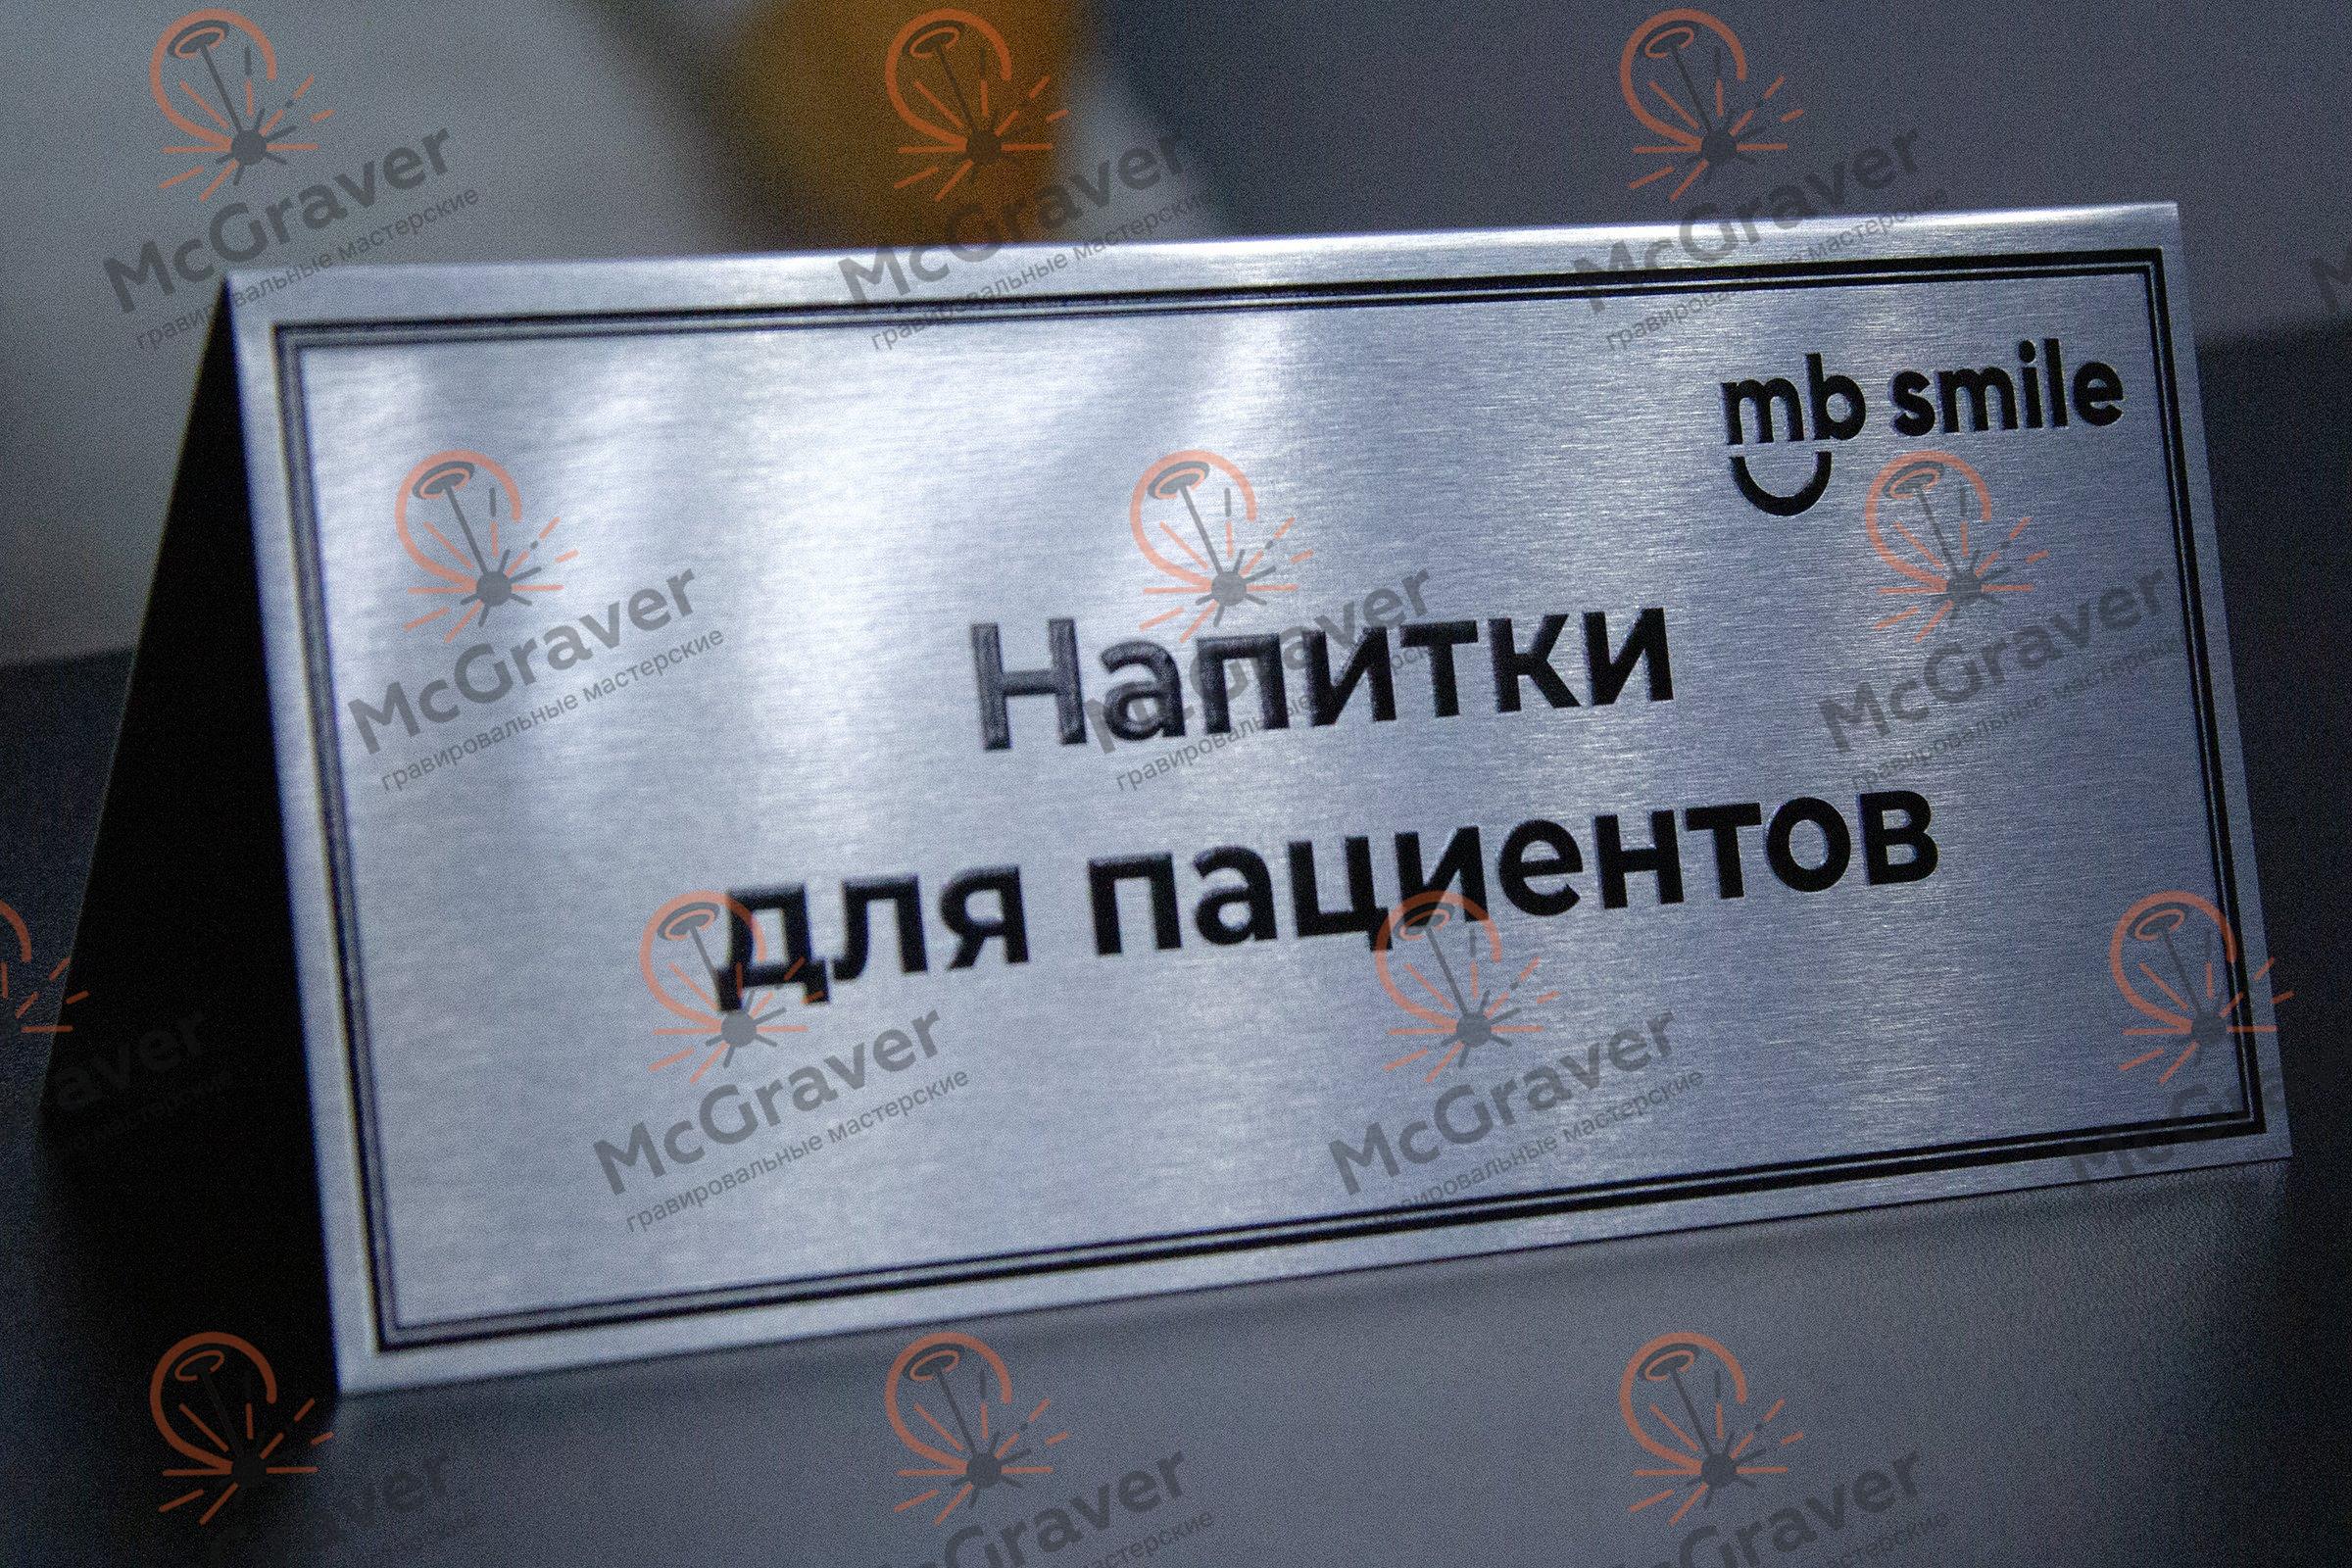 mb smile
Напитки
для пациентов
McGraver
гравировальные мастерские